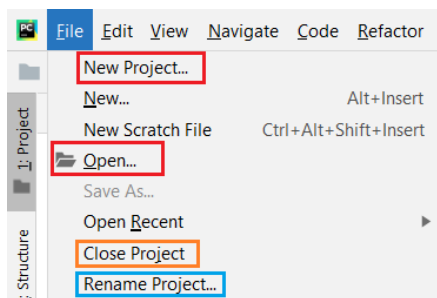 PC
File Edit View Navigate Code Refactor
New Project...
New... Alt+Insert
New Scratch File Ctrl+Alt+Shift+Insert
Open...
Save As...
Open Recent
Close Project
Rename Project...
1: Project
Structure